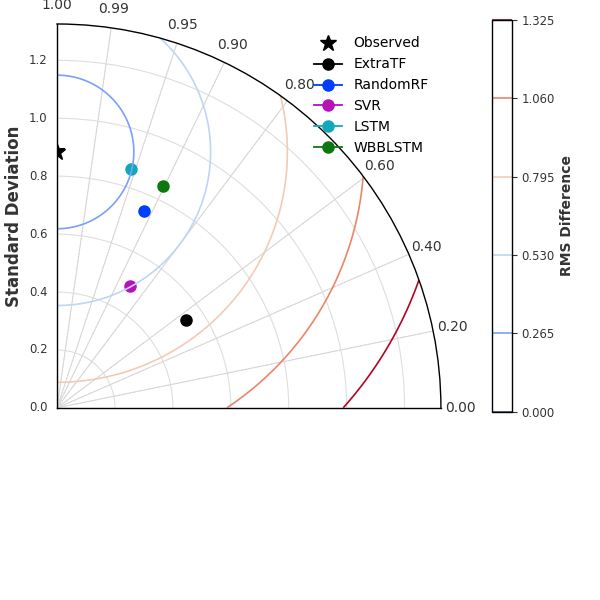 1.00
0.99
0.95
0.90
0.80
0.60
0.40
0.20
0.00
1.2
1.0
0.8
0.6
0.4
0.2
0.0
Standard Deviation
Observed
ExtraTF
RandomRF
SVR
LSTM
WBBLSTM
1.325
1.060
0.795
0.530
0.265
0.000
RMS Difference